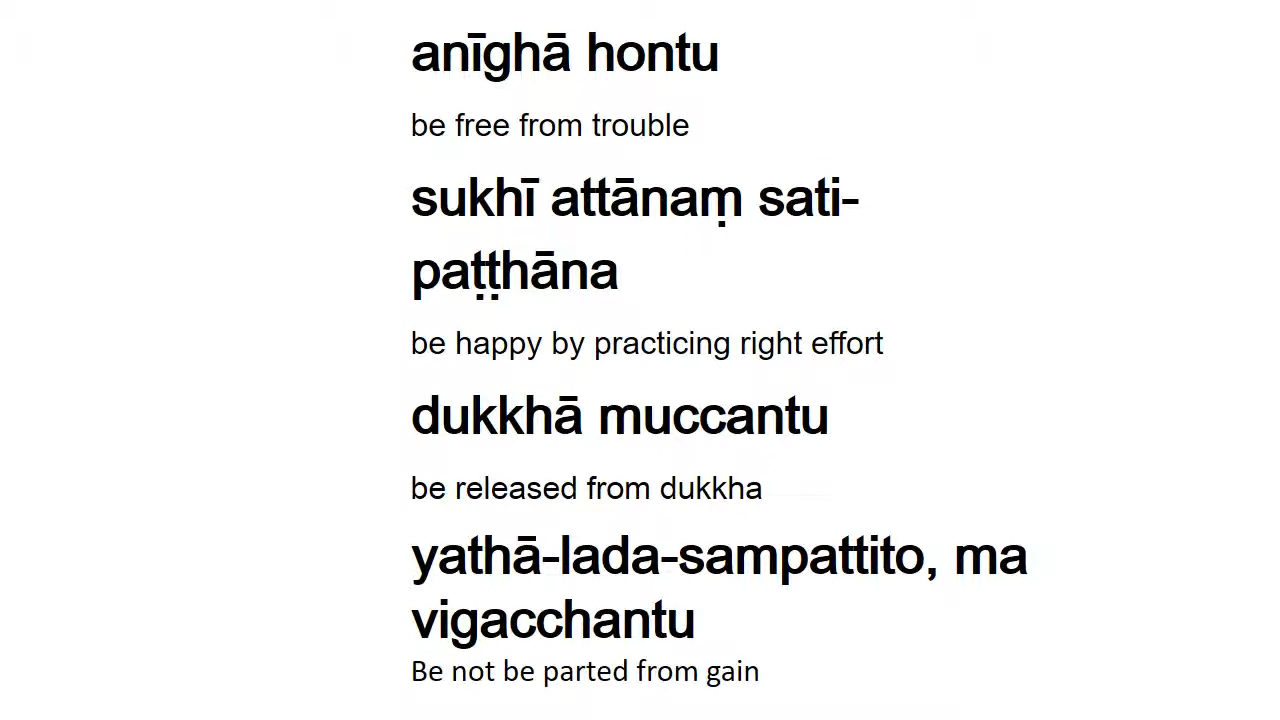 anīghā hontu
be free from trouble
sukhī attānaṃ sati-
paṭṭhāna
be happy by practicing right effort
dukkhā muccantu
be released from dukkha
yathā-lada-sampattito, ma
vigacchantu
Be not be parted from gain